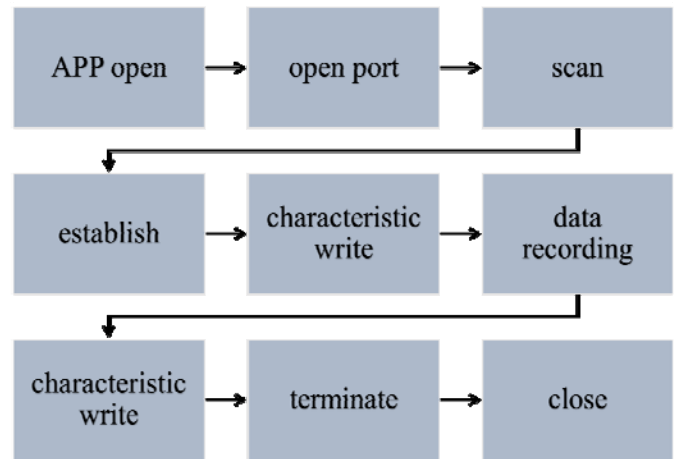 APP open
open port
scan
establish
characteristic
write
data
recording
characteristic
write
terminate
close